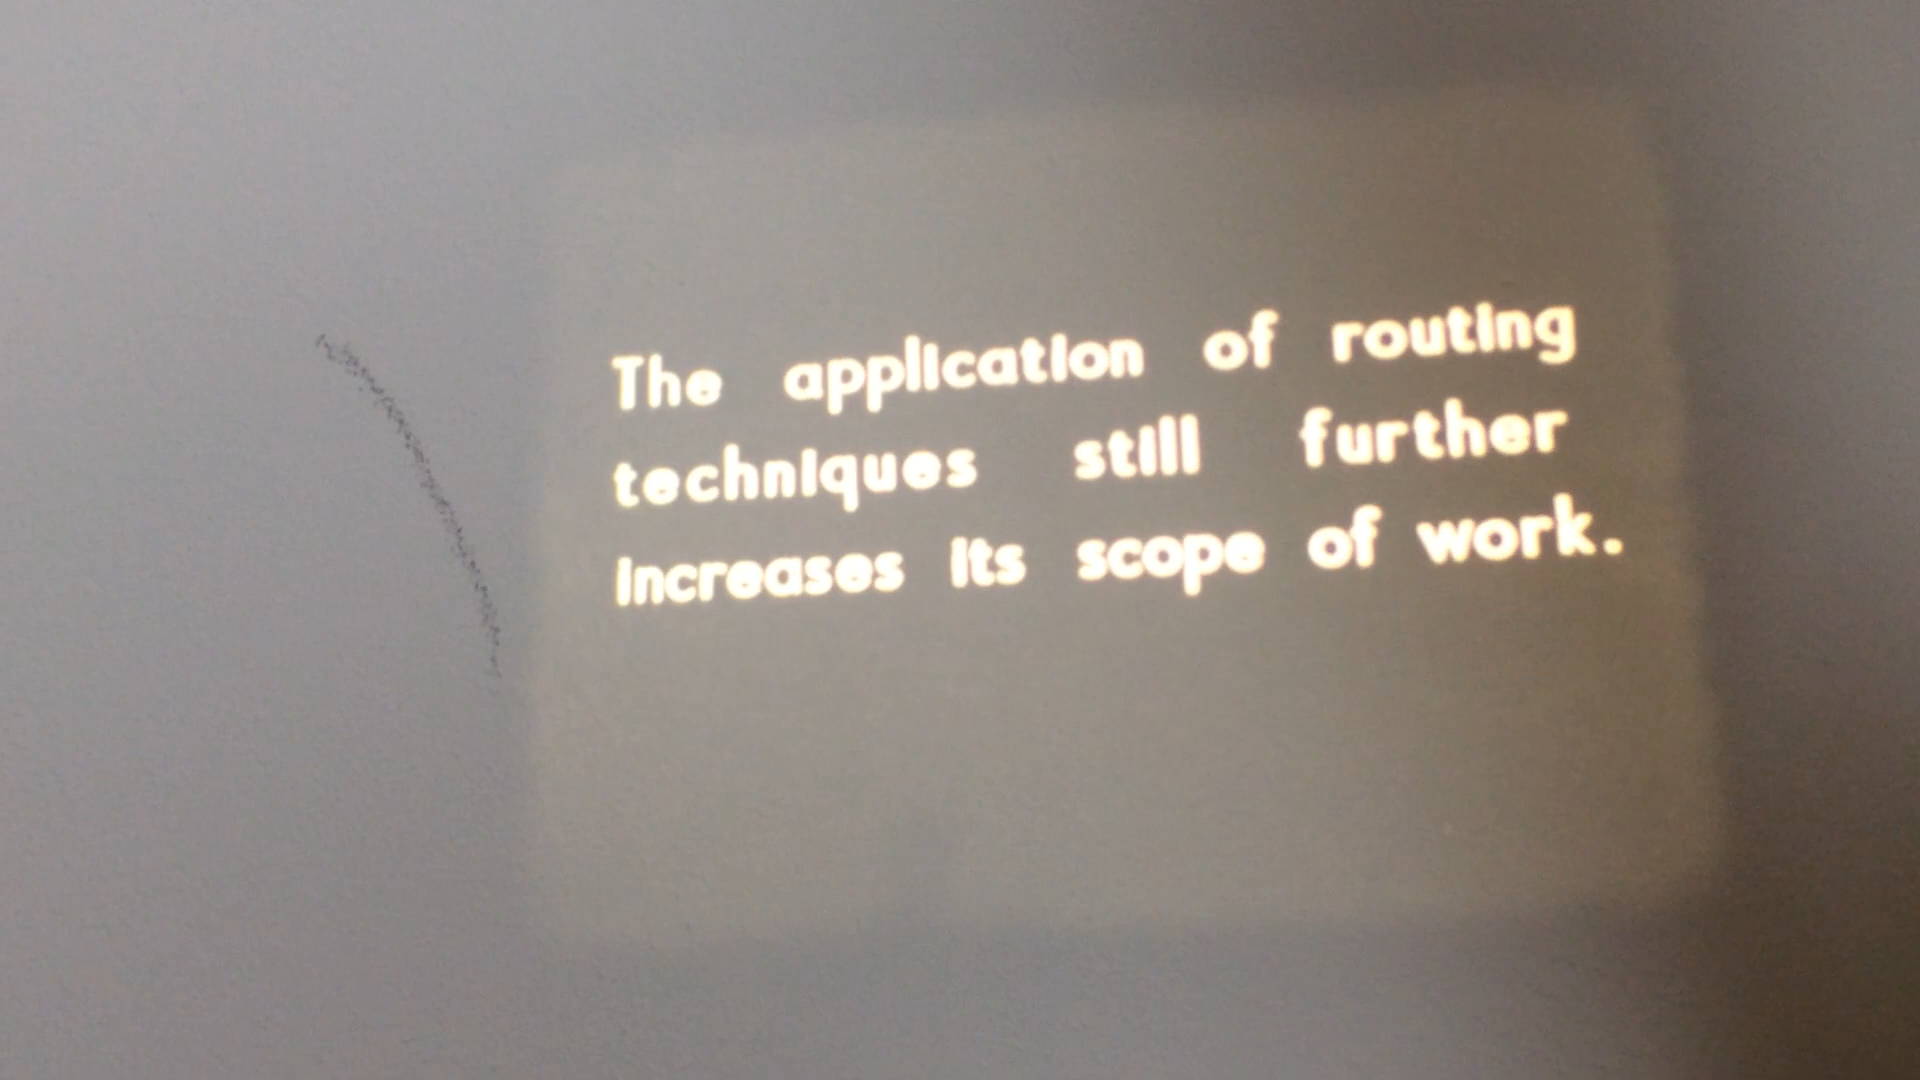 The application of routing
techniques still further
increases its scope of work.